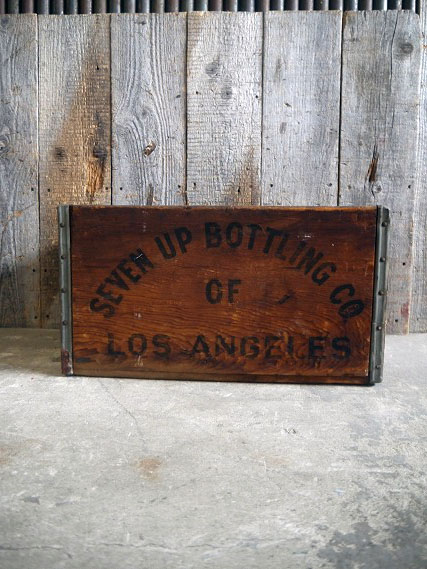 SEVEN UP BOTTLING CO
OF
LOS ANGELES